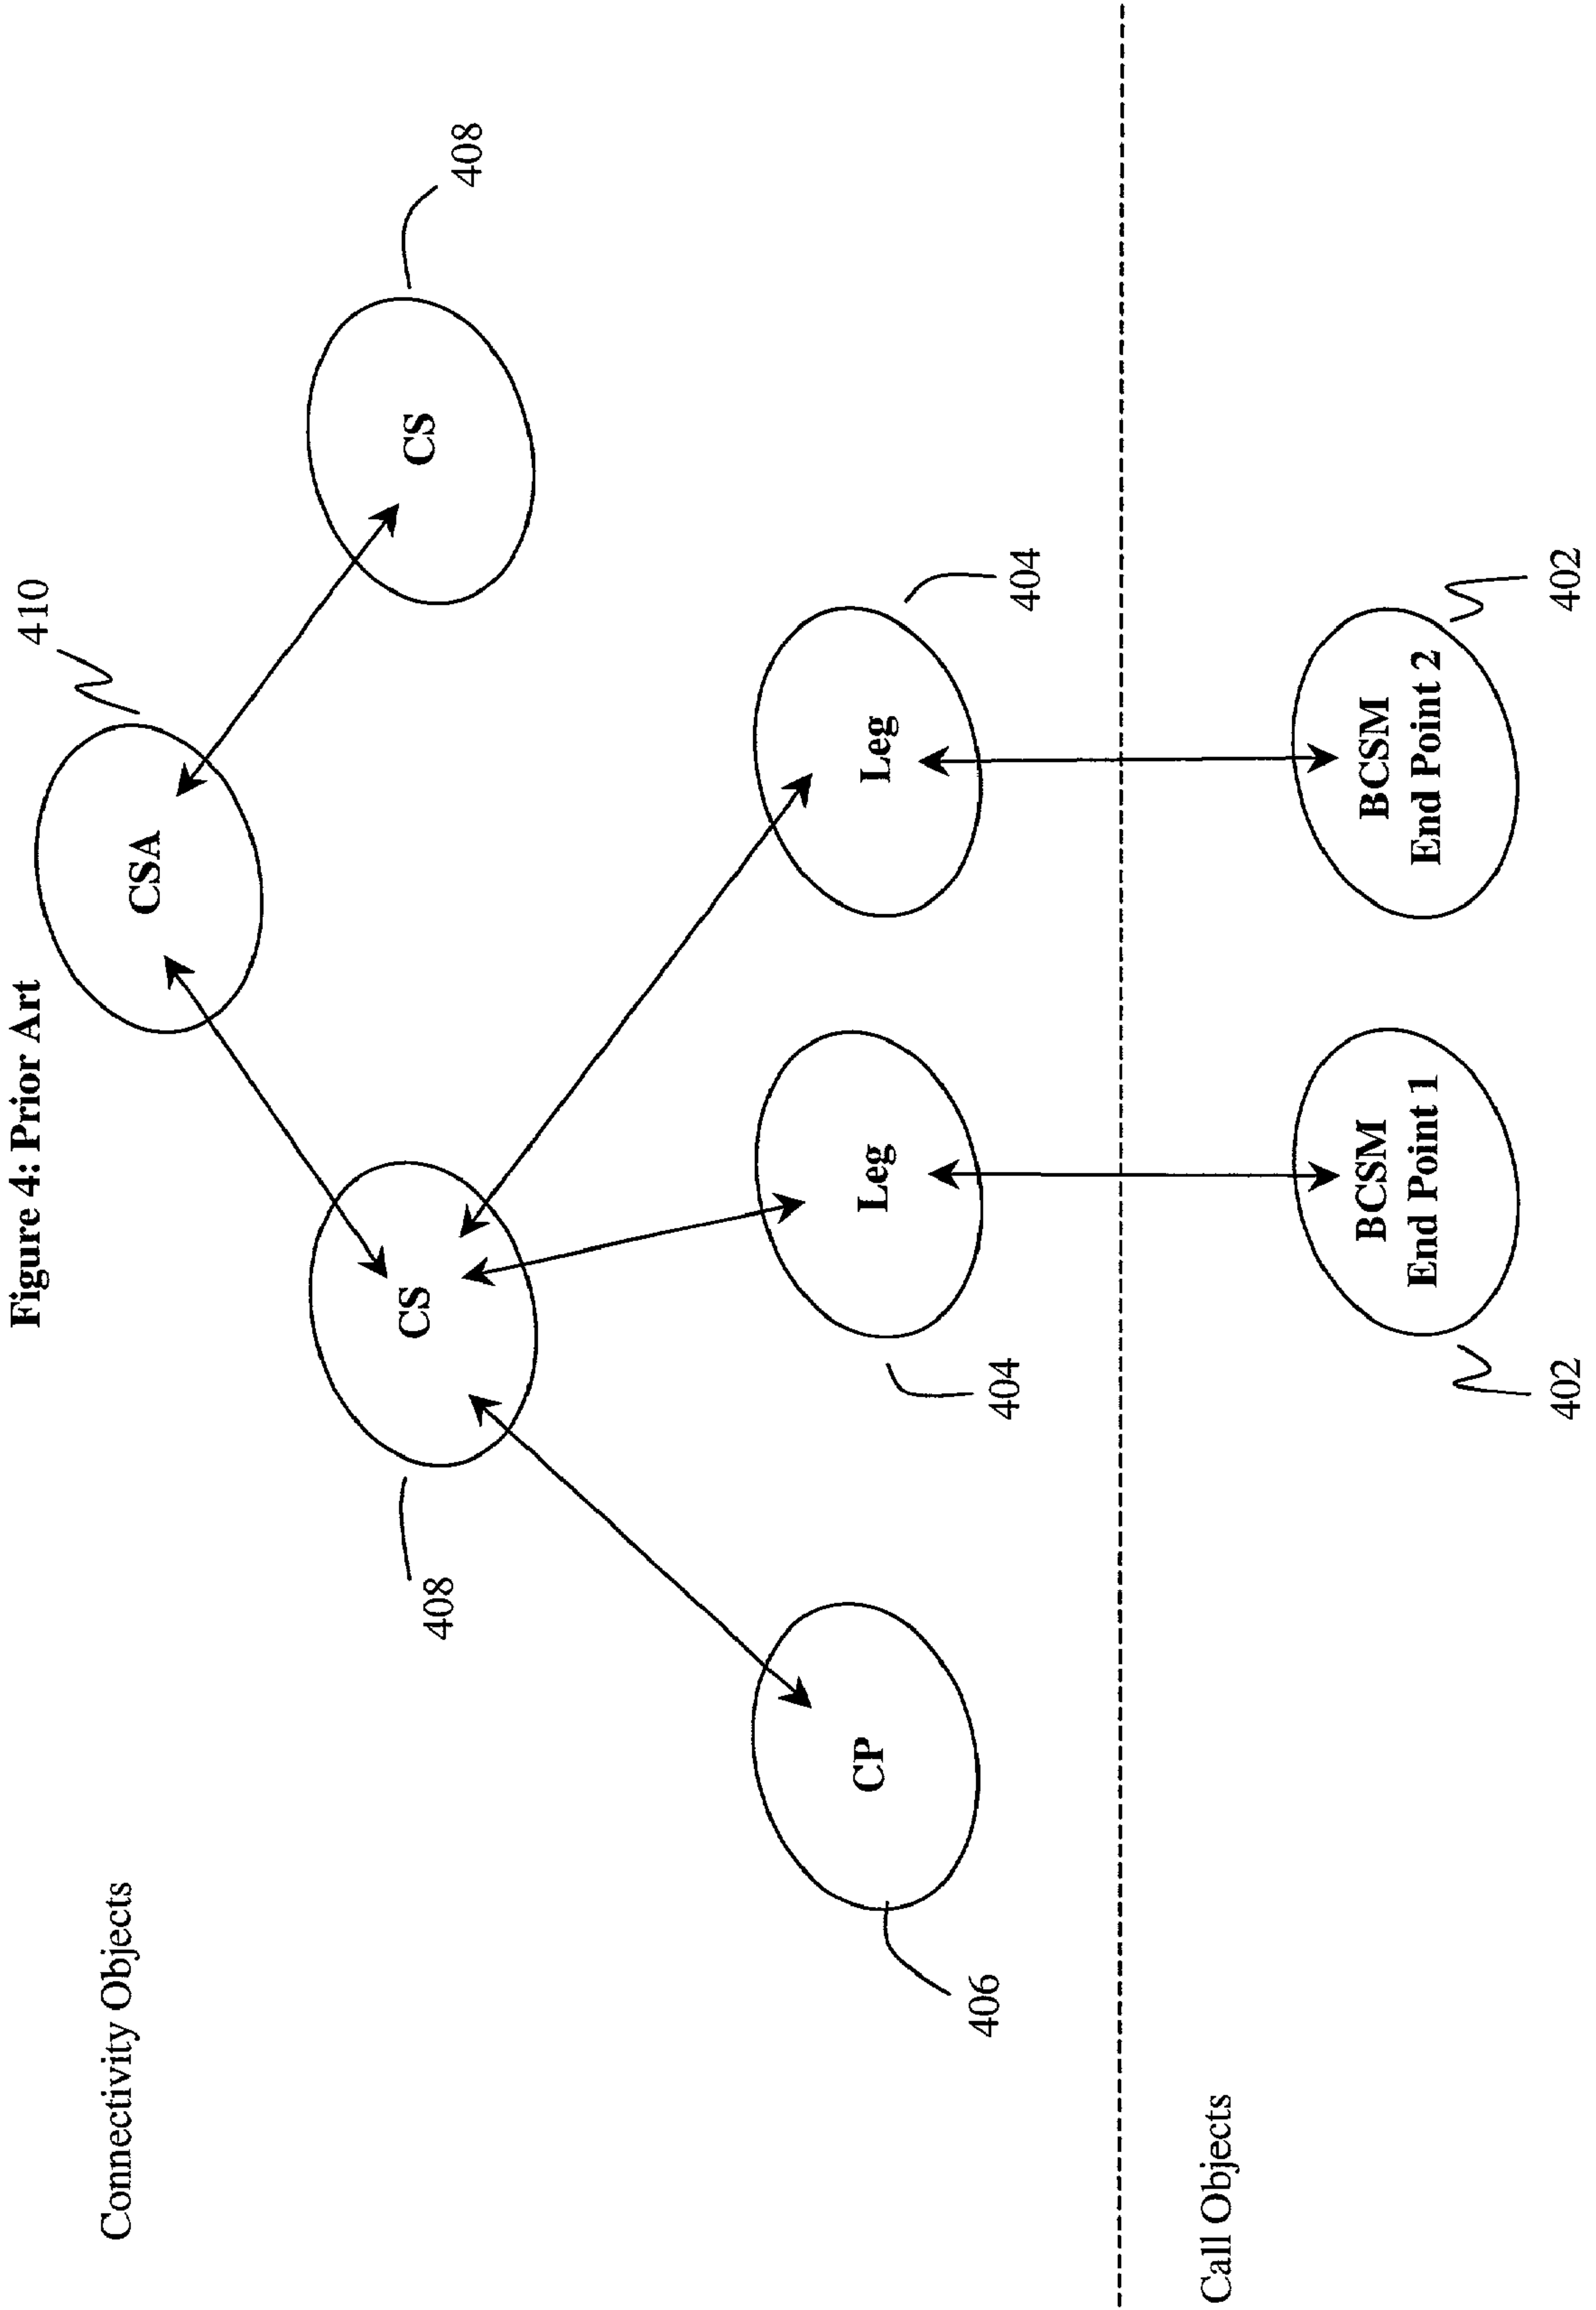 Figure 4: Prior Art
Connectivity Objects
410
CSA
408
CS
CS
408
406
CP
Leg
404
Leg
404
Call Objects
BCSM
End Point 1
402
BCSM
End Point 2
402